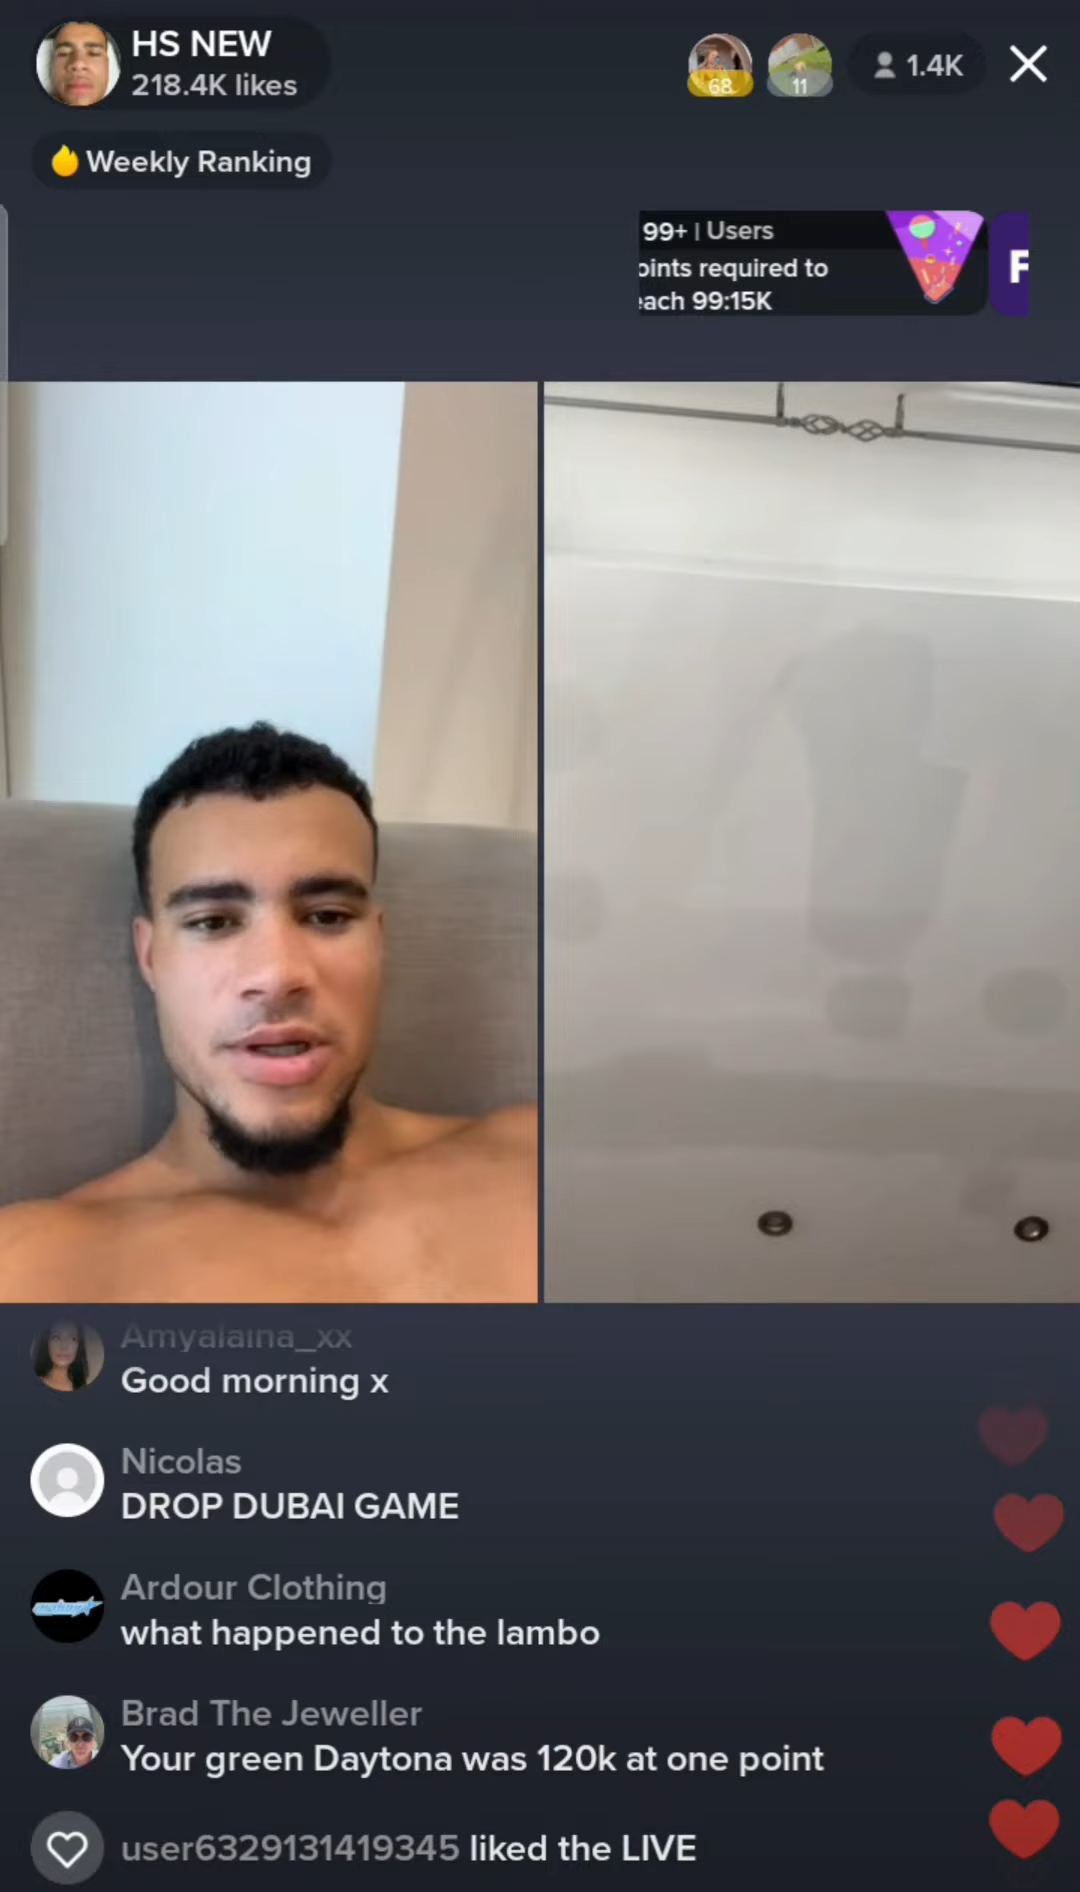 HS NEW
218.4K likes
68
11
1.4K
Weekly Ranking
99+ | Users
oints required to
each 99:15K
F
Amyalaina_xx
Good morning x
Nicolas
DROP DUBAI GAME
Ardour Clothing
what happened to the lambo
Brad The Jeweller
Your green Daytona was 120k at one point
user6329131419345 liked the LIVE